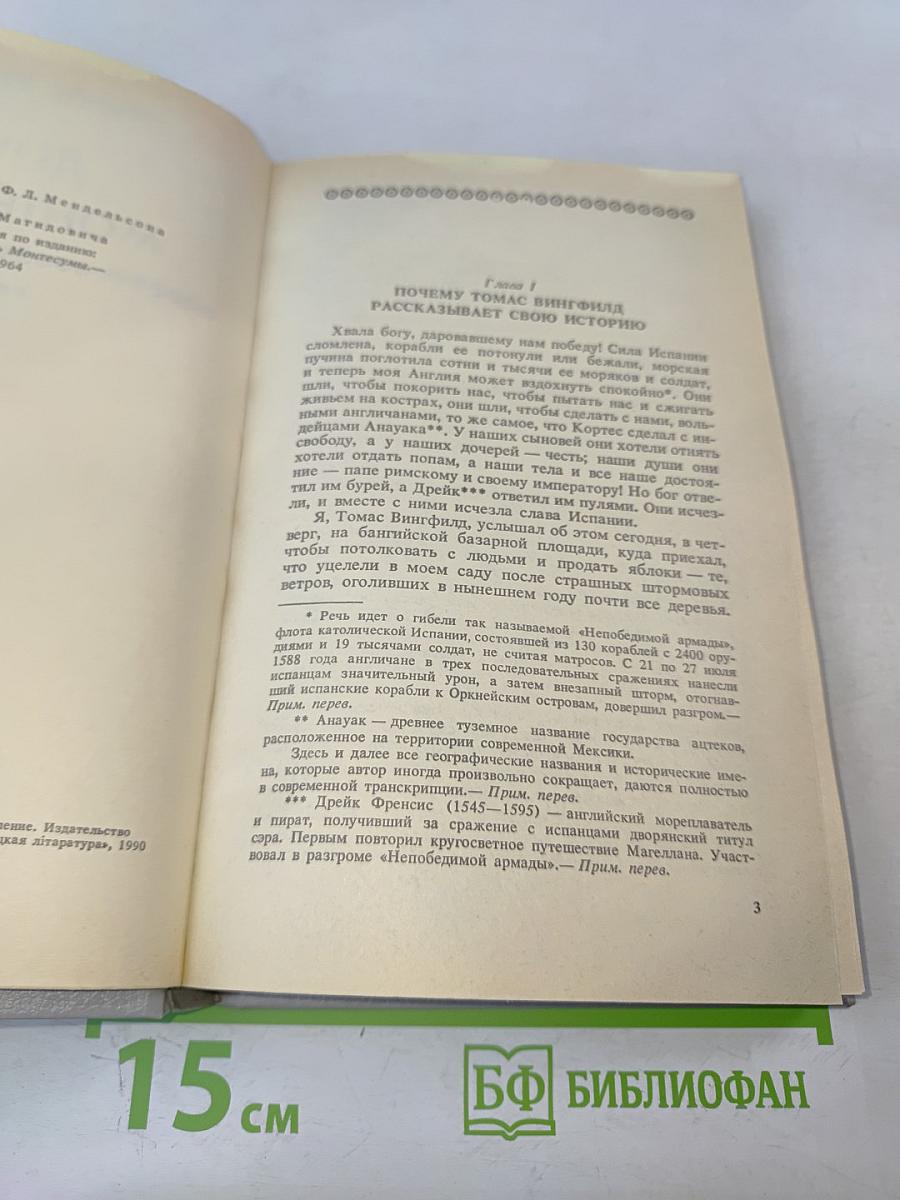 Ф. Л. Мендельсона
Матидовича
я по изданию:
ь Монтесумы.—
964
ление. Издательство
цкая літаратура», 1990
Глава I
ПОЧЕМУ ТОМАС ВИНГФИЛД
РАССКАЗЫВАЕТ СВОЮ ИСТОРИЮ
Хвала богу, даровавшему нам победу! Сила Испании
сломлена, корабли ее потонули или бежали, морская
пучина поглотила сотни и тысячи ее моряков и солдат,
и теперь моя Англия может вздохнуть спокойно*. Они
шли, чтобы покорить нас, чтобы пытать нас и сжигать
живьем на кострах, они шли, чтобы сделать с нами, воль-
ными англичанами, то же самое, что Кортес сделал с ин-
дейцами Анауака**. У наших сыновей они хотели отнять
свободу, а у наших дочерей — честь; наши души они
хотели отдать попам, а наши тела и все наше достоя-
ние — папе римскому и своему императору! Но бог отве-
тил им бурей, а Дрейк*** ответил им пулями. Они исчез-
ли, и вместе с ними исчезла слава Испании.
Я, Томас Вингфилд, услышал об этом сегодня, в чет-
верг, на бангийской базарной площади, куда приехал,
чтобы потолковать с людьми и продать яблоки — те,
что уцелели в моем саду после страшных штормовых
ветров, оголивших в нынешнем году почти все деревья.
* Речь идет о гибели так называемой «Непобедимой армады»,
флота католической Испании, состоявшей из 130 кораблей с 2400 ору-
диями и 19 тысячами солдат, не считая матросов. С 21 по 27 июля
1588 года англичане в трех последовательных сражениях нанесли
испанцам значительный урон, а затем внезапный шторм, отогнав-
ший испанские корабли к Оркнейским островам, довершил разгром.—
Прим. перев.
** Анауак — древнее туземное название государства ацтеков,
расположенное на территории современной Мексики.
Здесь и далее все географические названия и исторические име-
на, которые автор иногда произвольно сокращает, даются полностью
в современной транскрипции.— Прим. перев.
*** Дрейк Френсис (1545—1595) — английский мореплаватель
и пират, получивший за сражение с испанцами дворянский титул
сэра. Первым повторил кругосветное путешествие Магеллана. Участ-
вовал в разгроме «Непобедимой армады».— Прим. перев.
3
15 см
БФ БИБЛИОФАН